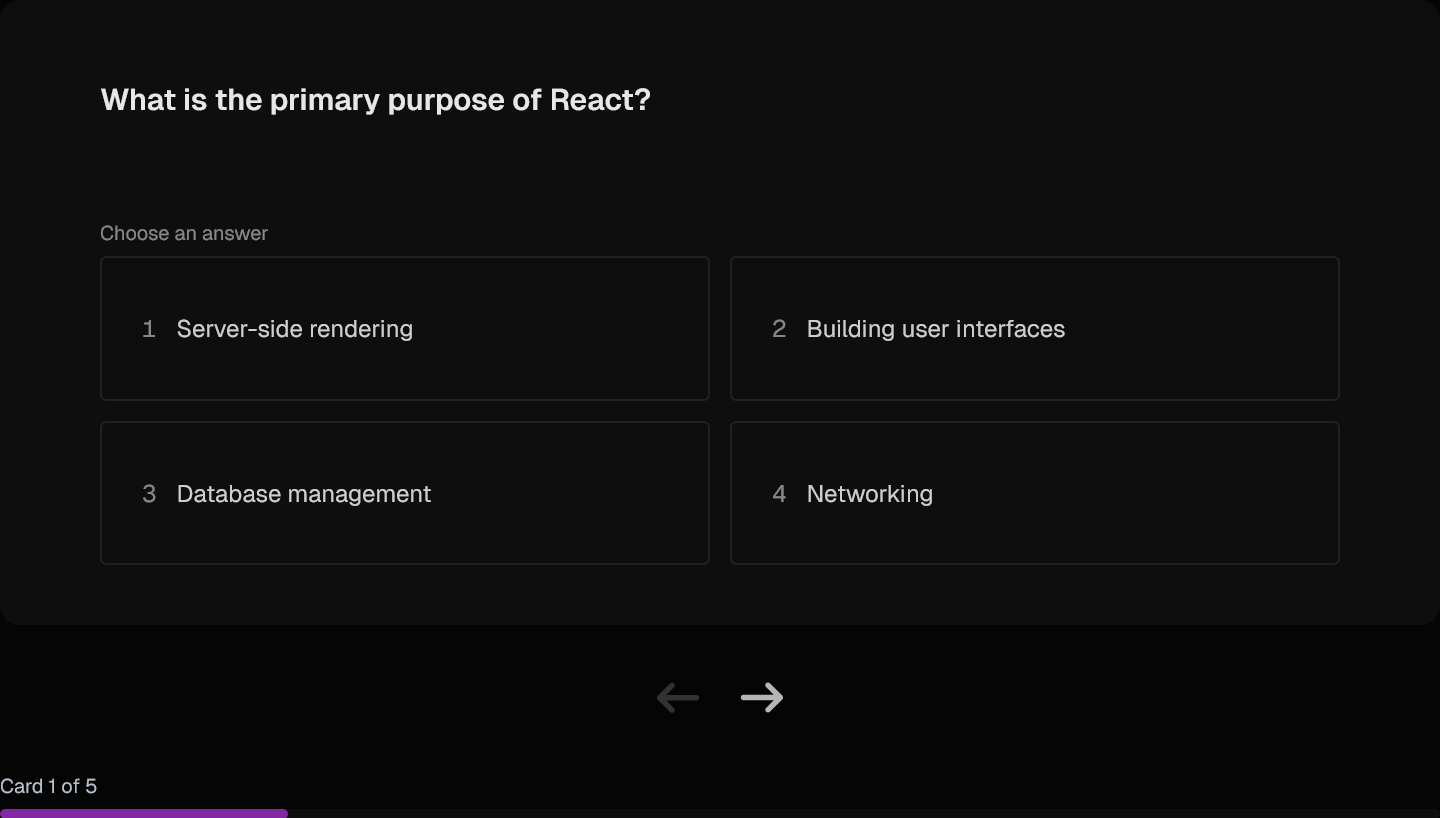 What is the primary purpose of React?
Choose an answer
1 Server-side rendering
2 Building user interfaces
3 Database management
4 Networking
Card 1 of 5